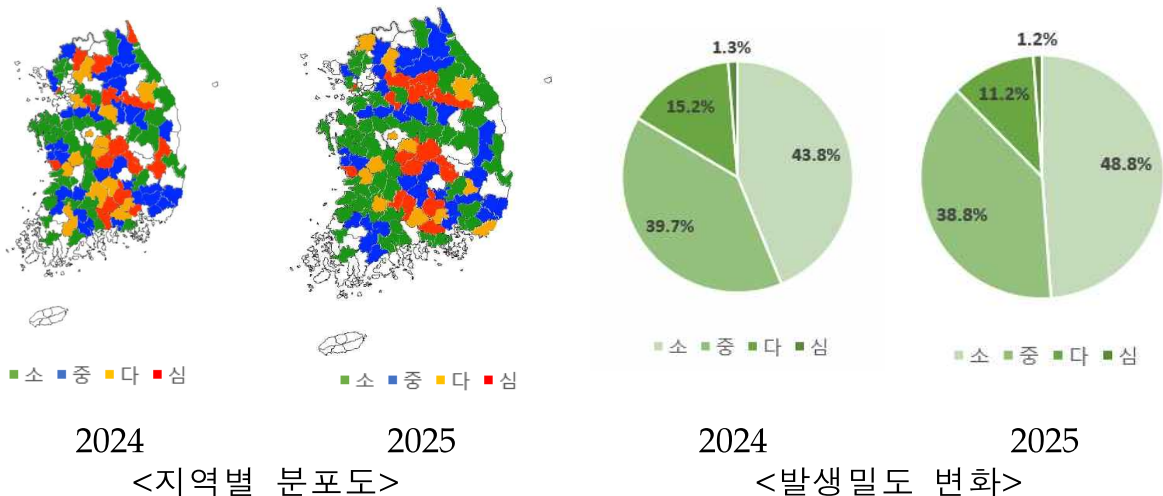 1.3%
15.2%
43.8%
39.7%
1.2%
11.2%
48.8%
38.8%
소 중 다 심
소 중 다 심
소 중 다 심
소 중 다 심
2024 2025 2024 2025
<지역별 분포도> <발생밀도 변화>